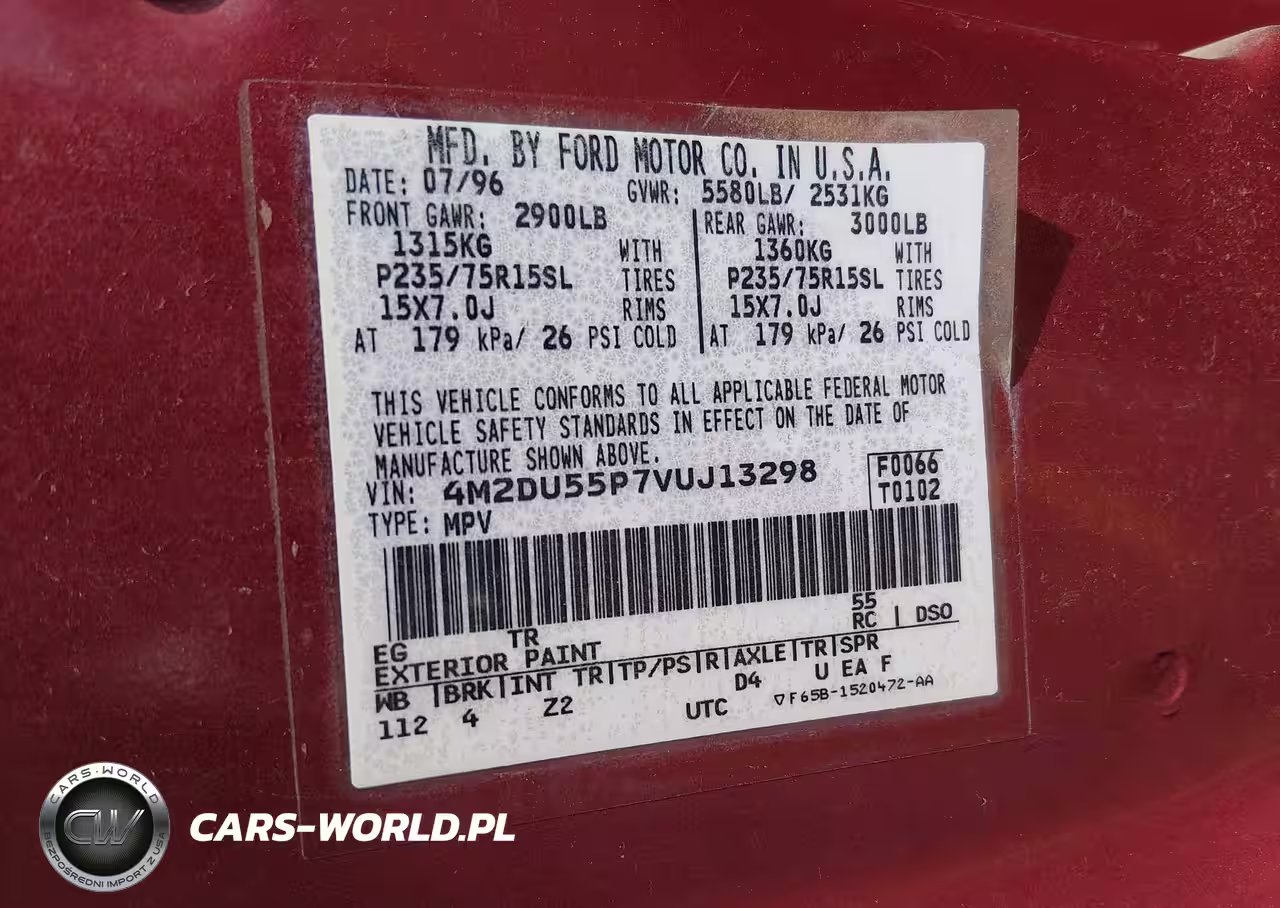 MFD. BY FORD MOTOR CO. IN U.S.A.
DATE: 07/96 GVWR: 5580LB/ 2531KG
FRONT GAWR: 2900LB REAR GAWR: 3000LB
1315KG WITH 1360KG WITH
P235/75R15SL TIRES P235/75R15SL TIRES
15X7.0J RIMS 15X7.0J RIMS
AT 179 kPa/ 26 PSI COLD AT 179 kPa/ 26 PSI COLD
THIS VEHICLE CONFORMS TO ALL APPLICABLE FEDERAL MOTOR
VEHICLE SAFETY STANDARDS IN EFFECT ON THE DATE OF
MANUFACTURE SHOWN ABOVE.
VIN: 4M2DU55P7VUJ13298 F0066
TYPE: MPV T0102
55
EG TR RC | DSO
EXTERIOR PAINT
WB |BRK|INT TR|TP/PS|R|AXLE|TR|SPR
112 4 Z2 D4 U EA F
UTC ▽F65B-1520472-AA
CARS-WORLD
CW
BEZPOŚREDNI IMPORT Z USA
CARS-WORLD.PL